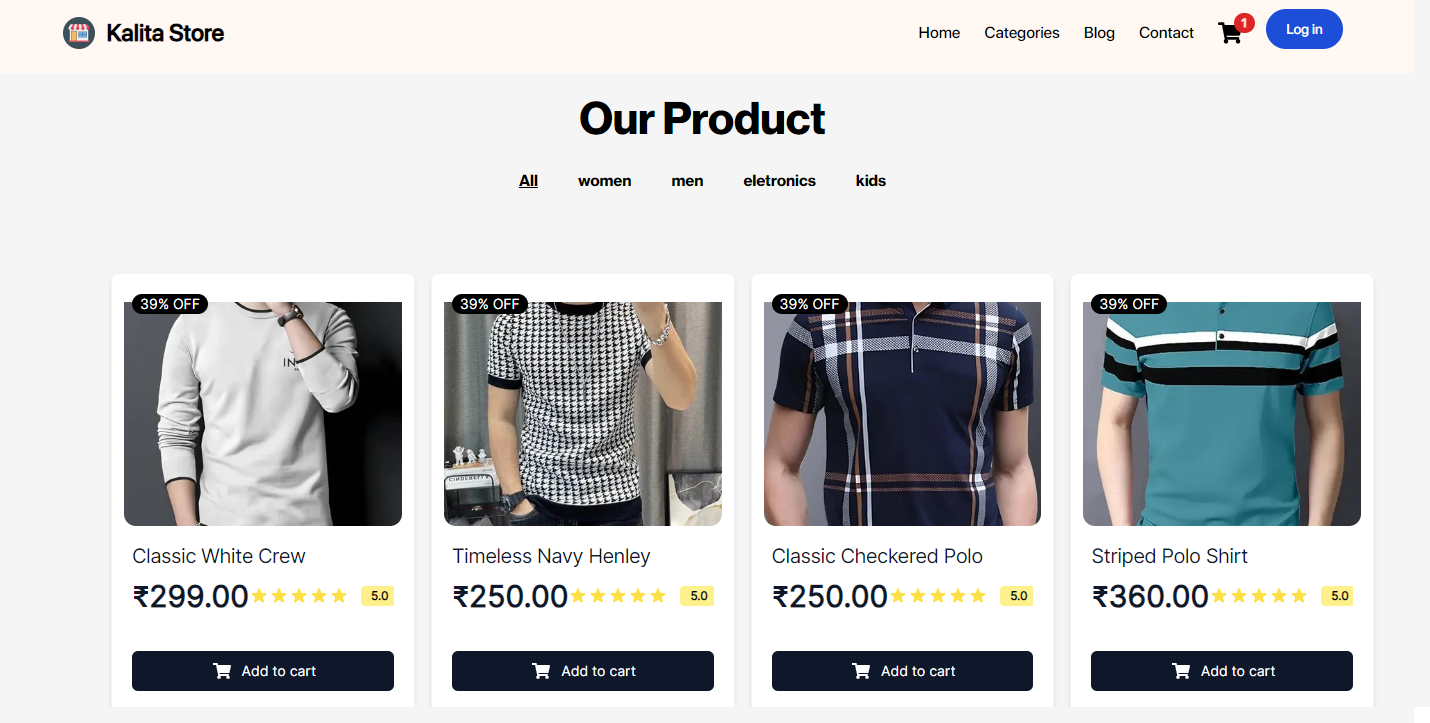 Kalita Store
Home Categories Blog Contact 1 Log in
Our Product
All women men eletronics kids
39% OFF 39% OFF 39% OFF 39% OFF
CINDERELLY
Classic White Crew Timeless Navy Henley Classic Checkered Polo Striped Polo Shirt
₹299.00 5.0 ₹250.00 5.0 ₹250.00 5.0 ₹360.00 5.0
Add to cart Add to cart Add to cart Add to cart